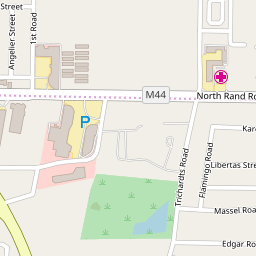 Street
Angelier Street
1st Road
M44
North Rand Ro
P
Kar
Trichardts Road
Flamingo Road
Libertas Stre
Massel Road
Edgar Road